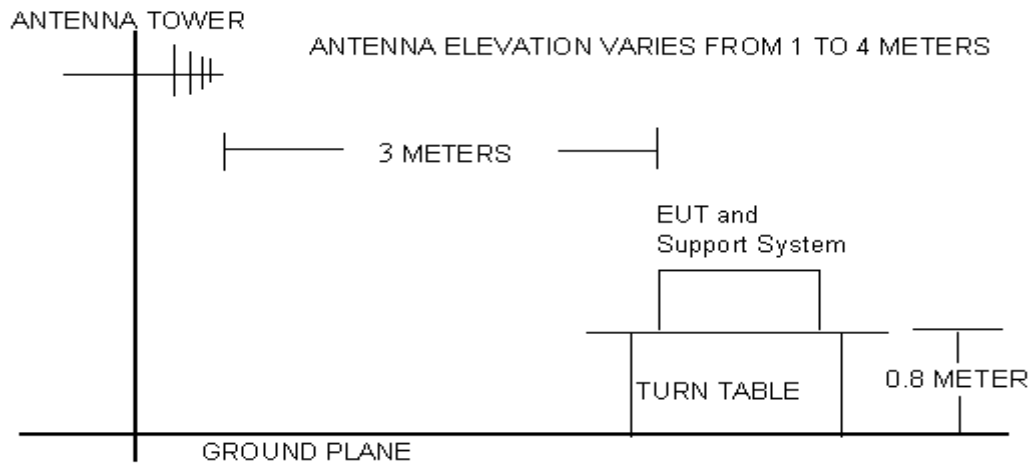 ANTENNA TOWER
ANTENNA ELEVATION VARIES FROM 1 TO 4 METERS
3 METERS
EUT and
Support System
TURN TABLE
0.8 METER
GROUND PLANE